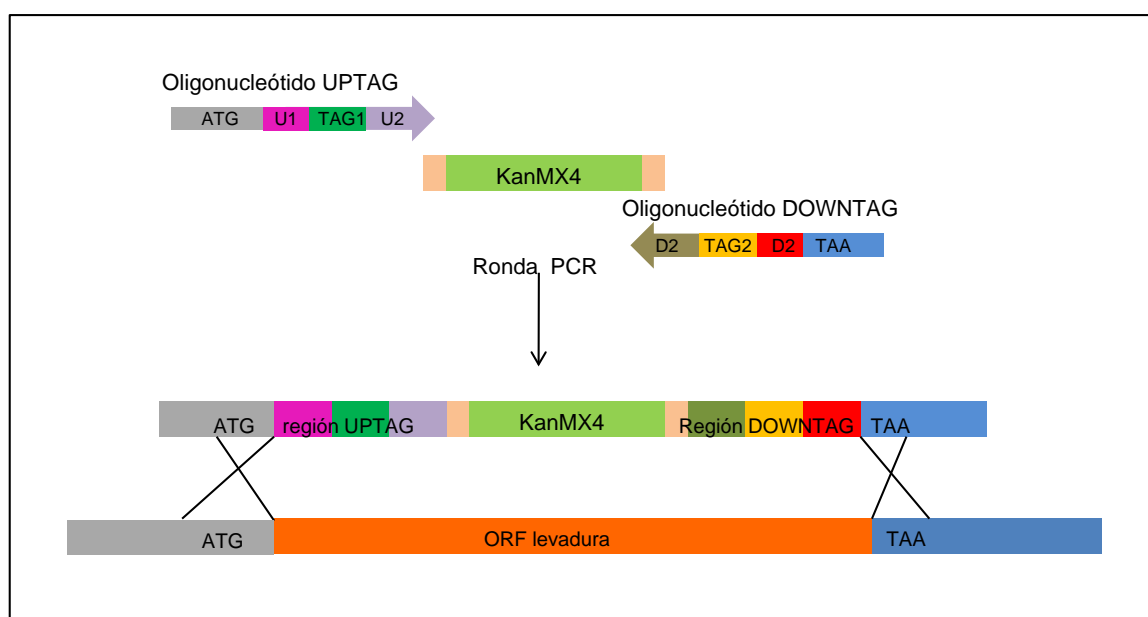 Oligonucleótido UPTAG
ATG U1 TAG1 U2
KanMX4
Oligonucleótido DOWNTAG
D2 TAG2 D2 TAA
Ronda PCR
ATG región UPTAG KanMX4 Región DOWNTAG TAA
ATG ORF levadura TAA